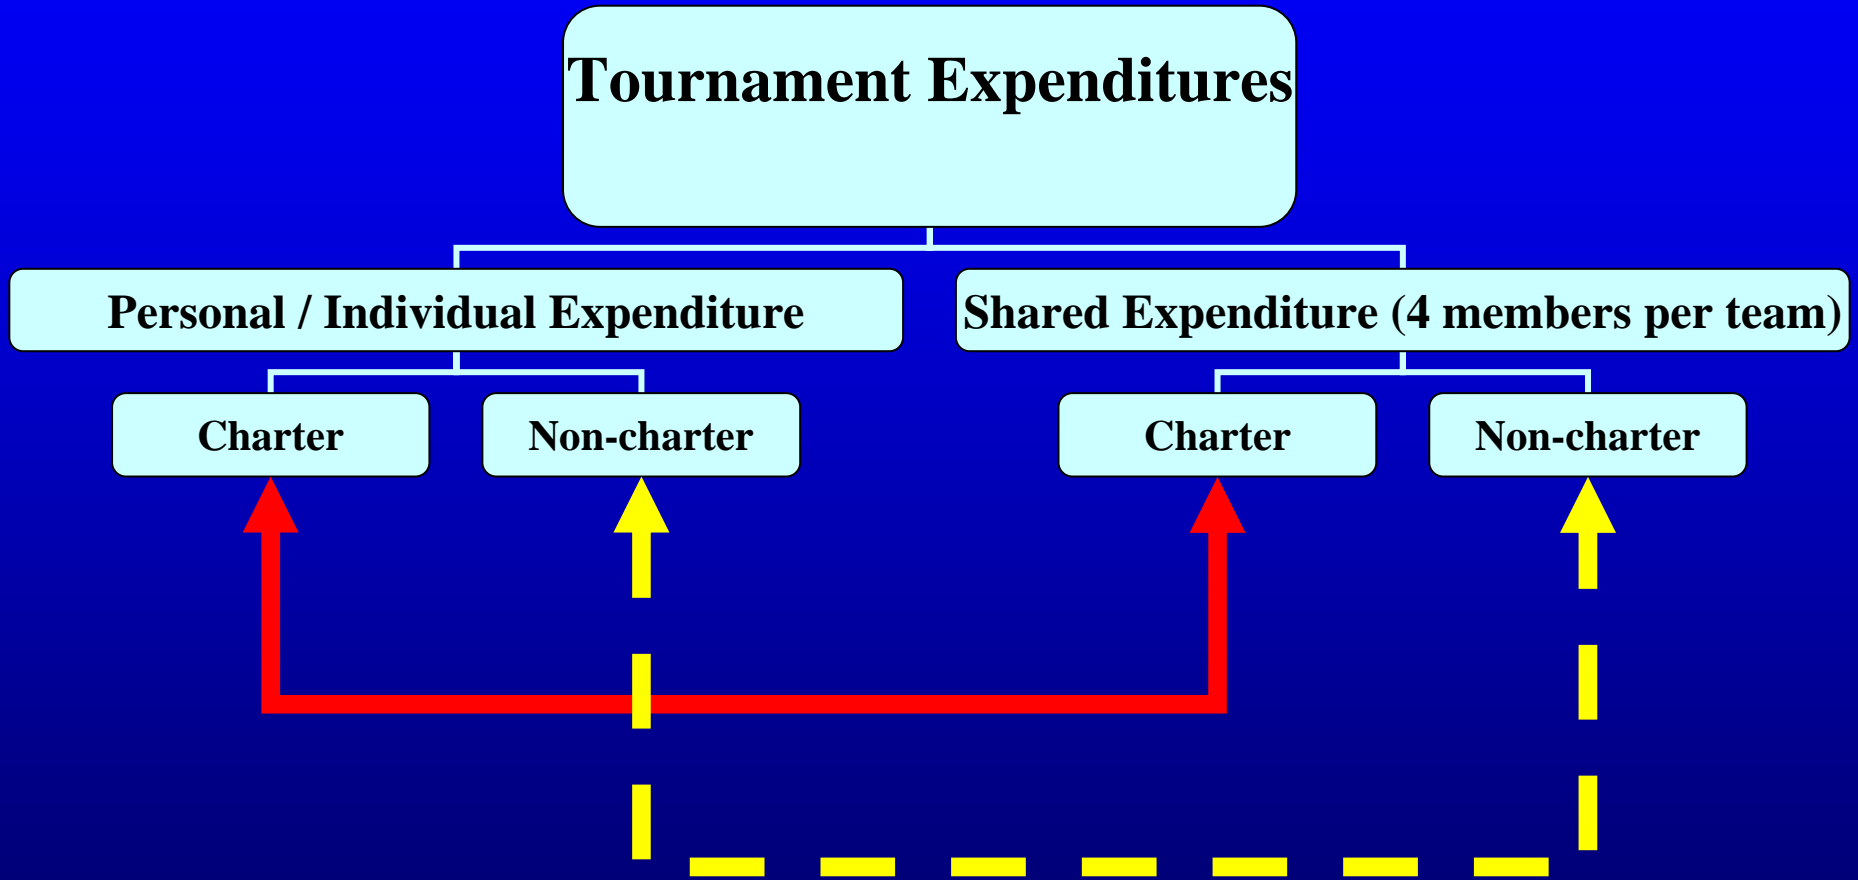 Tournament Expenditures
Personal / Individual Expenditure
Shared Expenditure (4 members per team)
Charter
Non-charter
Charter
Non-charter